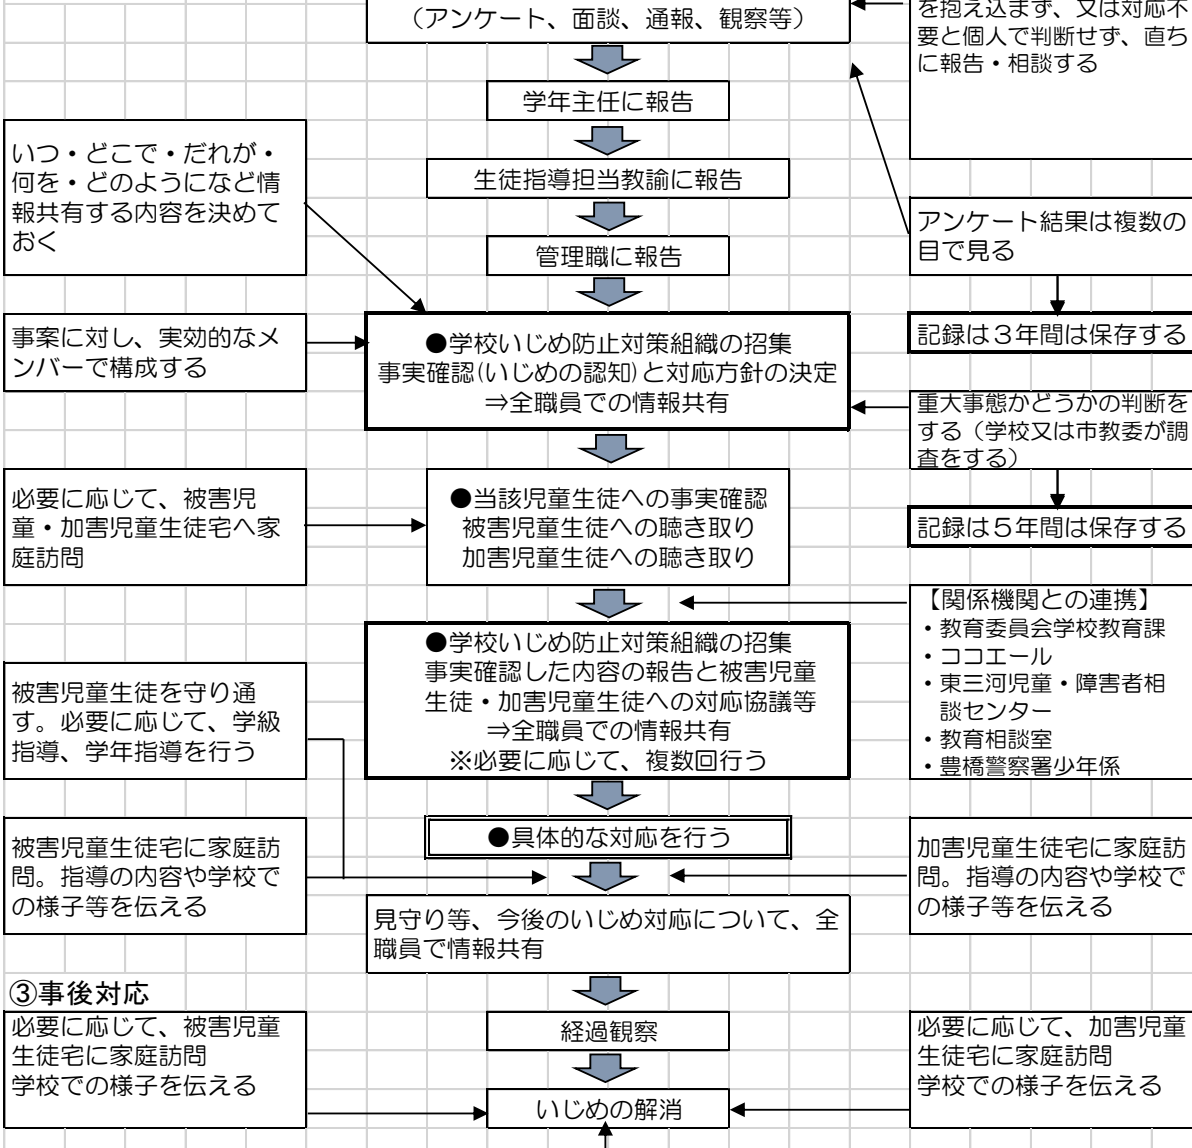 （アンケート、面談、通報、観察等）
を抱え込まず、又は対応不
要と個人で判断せず、直ち
に報告・相談する
学年主任に報告
いつ・どこで・だれが・
何を・どのようになど情
報共有する内容を決めて
おく
生徒指導担当教諭に報告
アンケート結果は複数の
目で見る
管理職に報告
事案に対し、実効的なメ
ンバーで構成する
●学校いじめ防止対策組織の招集
事実確認(いじめの認知)と対応方針の決定
⇒全職員での情報共有
記録は３年間は保存する
重大事態かどうかの判断を
する（学校又は市教委が調
査をする）
必要に応じて、被害児
童・加害児童生徒宅へ家
庭訪問
●当該児童生徒への事実確認
被害児童生徒への聴き取り
加害児童生徒への聴き取り
記録は５年間は保存する
【関係機関との連携】
・教育委員会学校教育課
・ココエール
・東三河児童・障害者相
談センター
・教育相談室
・豊橋警察署少年係
●学校いじめ防止対策組織の招集
事実確認した内容の報告と被害児童
生徒・加害児童生徒への対応協議等
⇒全職員での情報共有
※必要に応じて、複数回行う
被害児童生徒を守り通
す。必要に応じて、学級
指導、学年指導を行う
●具体的な対応を行う
被害児童生徒宅に家庭訪
問。指導の内容や学校で
の様子等を伝える
加害児童生徒宅に家庭訪
問。指導の内容や学校で
の様子等を伝える
見守り等、今後のいじめ対応について、全
職員で情報共有
③事後対応
必要に応じて、被害児童
生徒宅に家庭訪問
学校での様子を伝える
経過観察
必要に応じて、加害児童
生徒宅に家庭訪問
学校での様子を伝える
いじめの解消